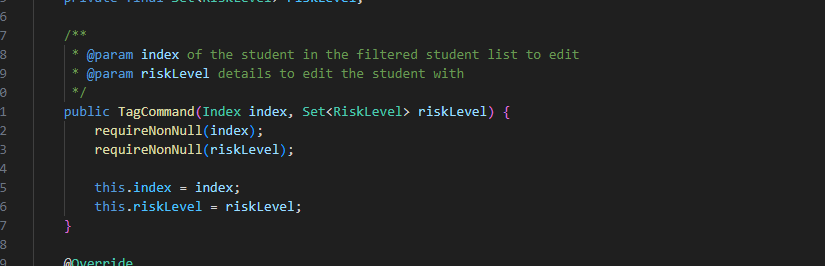 private final Set<RiskLevel> riskLevel;
6
7 /**
8 * @param index of the student in the filtered student list to edit
9 * @param riskLevel details to edit the student with
0 */
1 public TagCommand(Index index, Set<RiskLevel> riskLevel) {
2 requireNonNull(index);
3 requireNonNull(riskLevel);
4
5 this.index = index;
6 this.riskLevel = riskLevel;
7 }
8
9 @Override